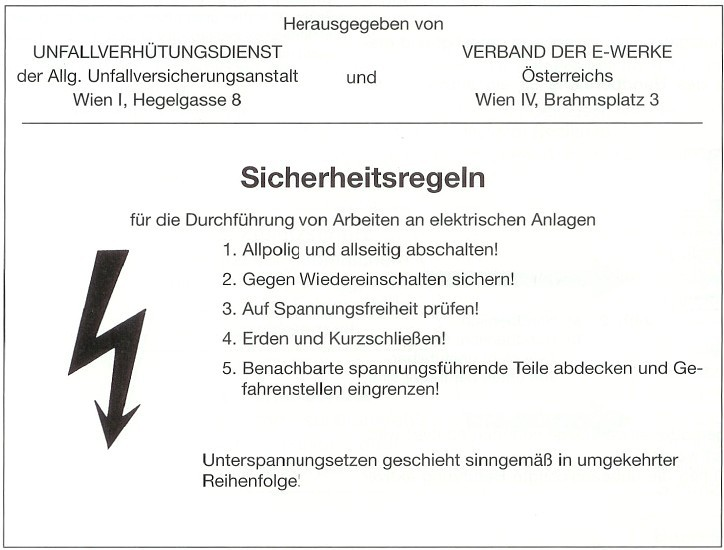 Herausgegeben von
UNFALLVERHÜTUNGSDIENST
der Allg. Unfallversicherungsanstalt
Wien I, Hegelgasse 8
und
VERBAND DER E-WERKE
Österreichs
Wien IV, Brahmsplatz 3
Sicherheitsregeln
für die Durchführung von Arbeiten an elektrischen Anlagen
1. Allpolig und allseitig abschalten!
2. Gegen Wiedereinschalten sichern!
3. Auf Spannungsfreiheit prüfen!
4. Erden und Kurzschließen!
5. Benachbarte spannungsführende Teile abdecken und Ge-
fahrenstellen eingrenzen!
Unterspannungsetzen geschieht sinngemäß in umgekehrter
Reihenfolge!